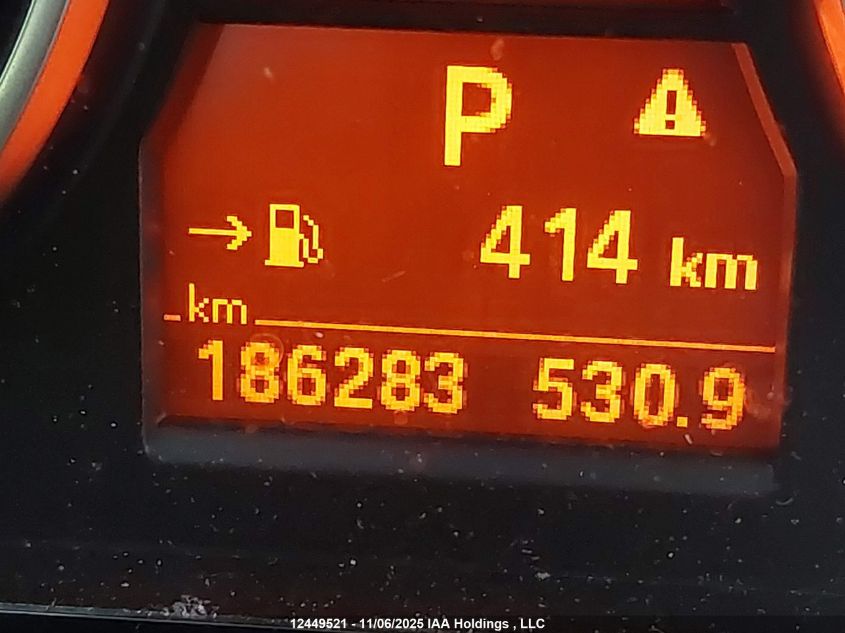 P
414 km
km
186283 530.9
12449521 - 11/06/2025 IAA Holdings , LLC